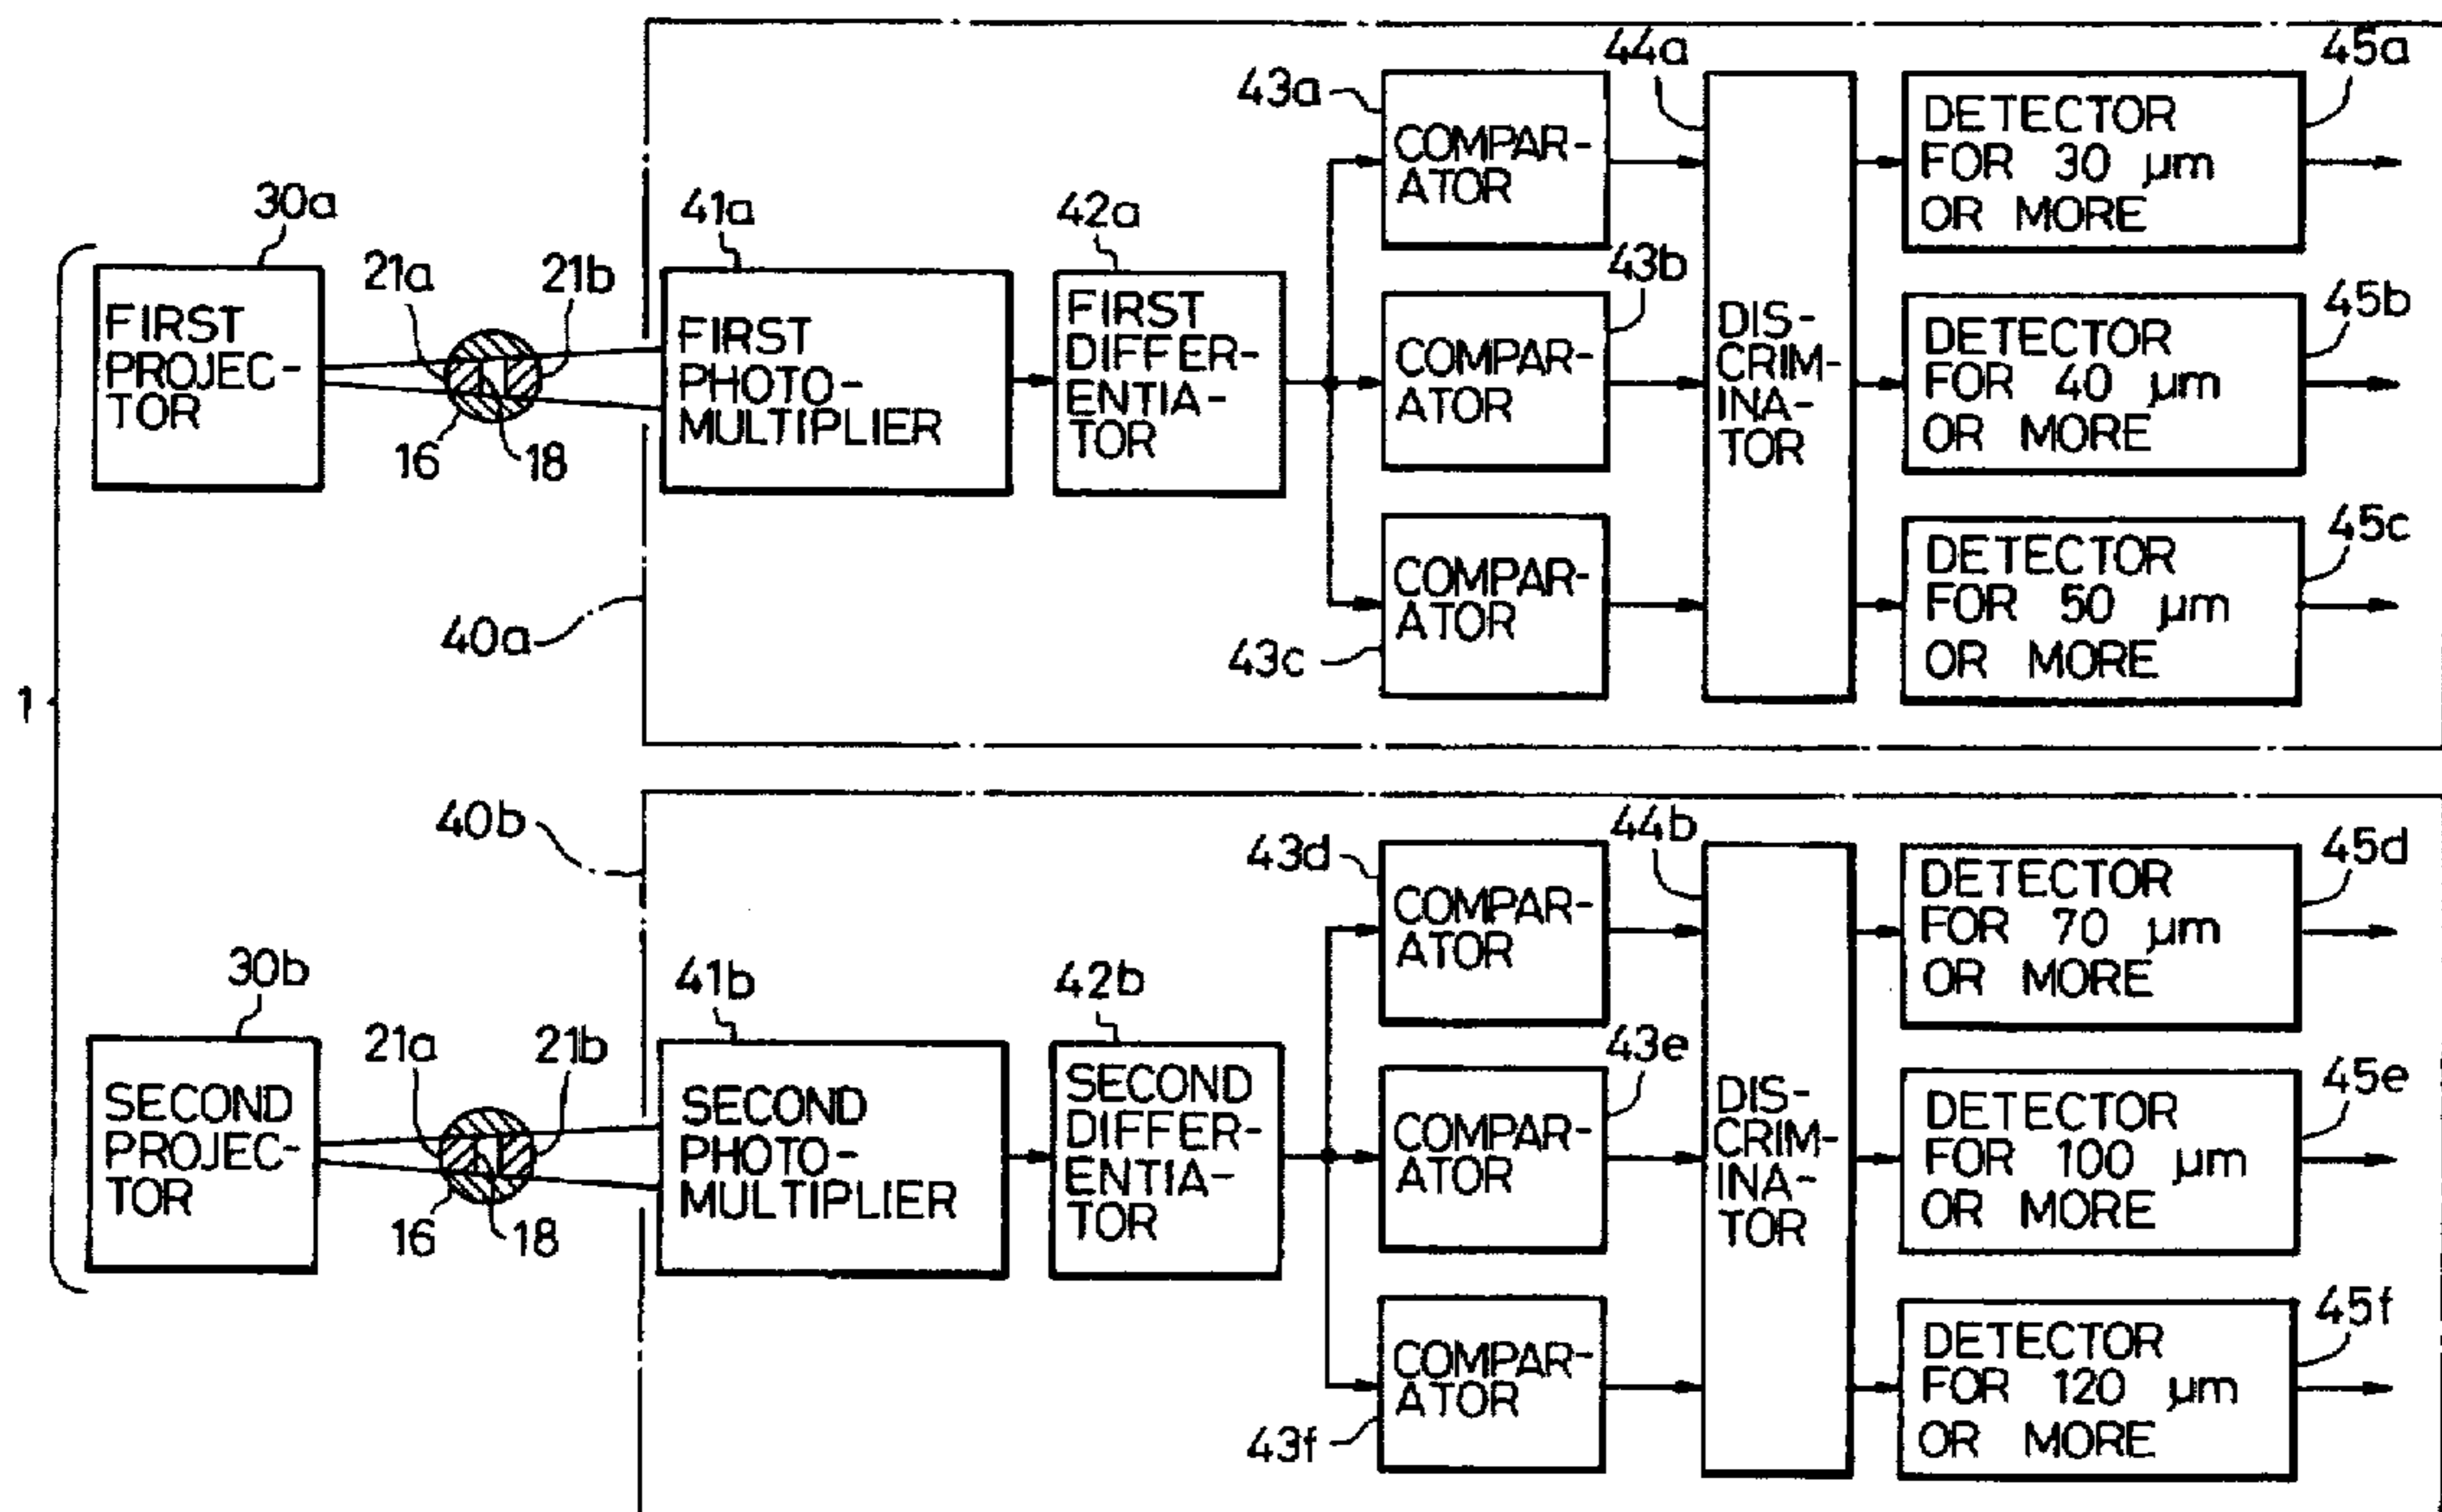 44a
45a
43a
COMPAR-
ATOR
DETECTOR
FOR 30 µm
OR MORE
30a
41a
42a
21a
21b
43b
45b
FIRST
PROJEC-
TOR
16
18
FIRST
PHOTO-
MULTIPLIER
FIRST
DIFFER-
ENTIA-
TOR
COMPAR-
ATOR
DIS-
CRIM-
INA-
TOR
DETECTOR
FOR 40 µm
OR MORE
45c
COMPAR-
ATOR
DETECTOR
FOR 50 µm
OR MORE
40a
43c
1
40b
44b
45d
43d
COMPAR-
ATOR
DETECTOR
FOR 70 µm
OR MORE
30b
41b
42b
21a
21b
43e
45e
SECOND
PROJEC-
TOR
16
18
SECOND
PHOTO-
MULTIPLIER
SECOND
DIFFER-
ENTIA-
TOR
COMPAR-
ATOR
DIS-
CRIM-
INA-
TOR
DETECTOR
FOR 100 µm
OR MORE
45f
COMPAR-
ATOR
DETECTOR
FOR 120 µm
OR MORE
43f